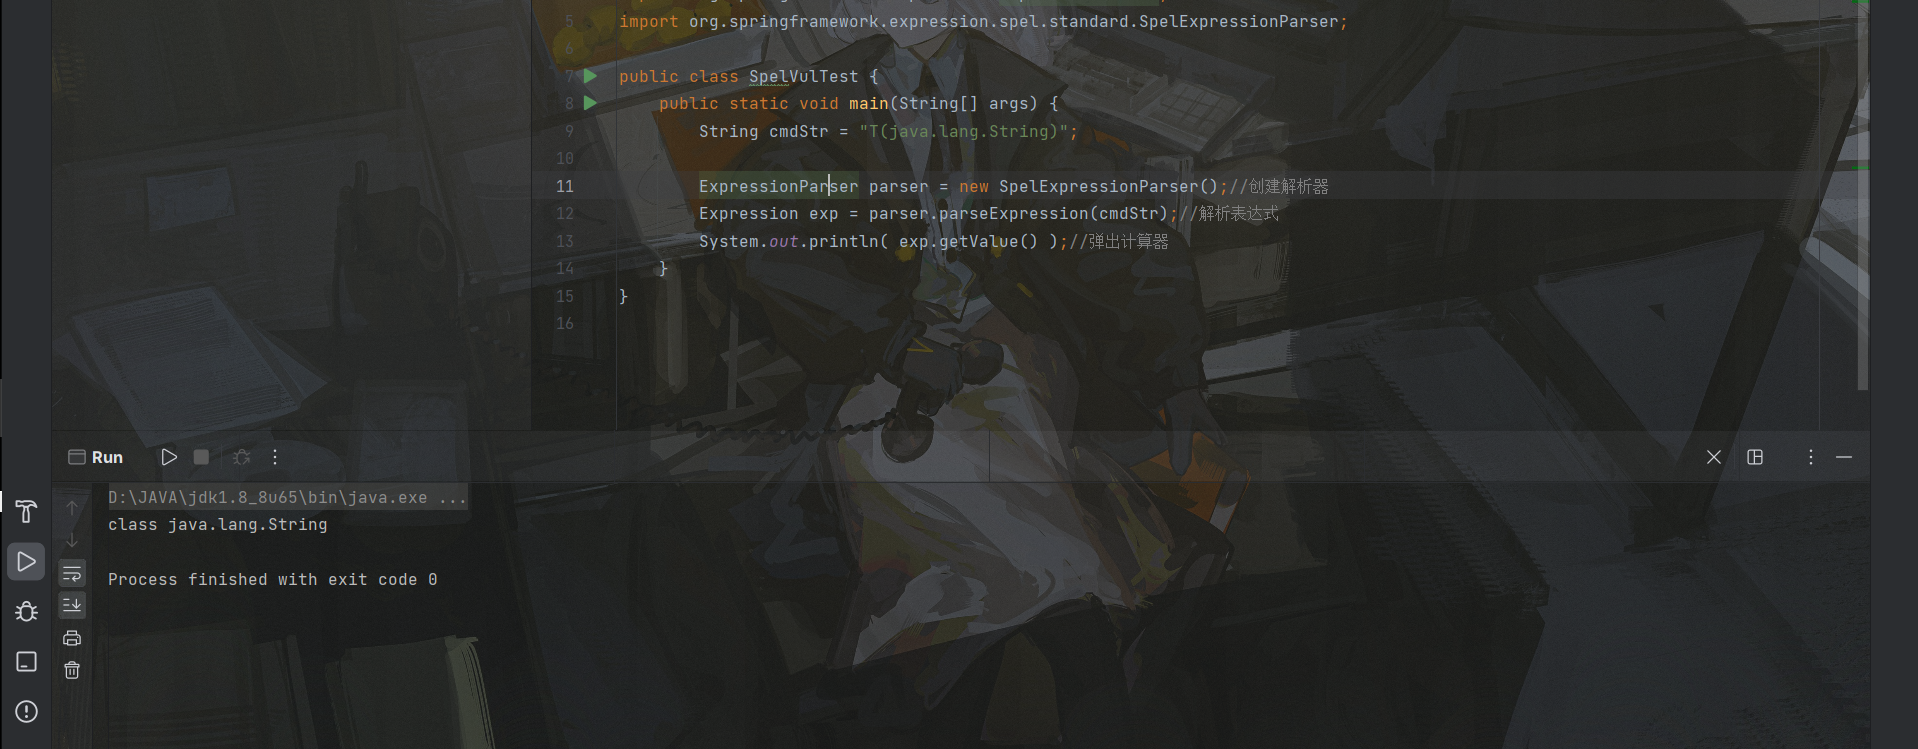 5 import org.springframework.expression.spel.standard.SpelExpressionParser;
6
7 public class SpelVulTest {
8 public static void main(String[] args) {
9 String cmdStr = "T(java.lang.String)";
10
11 ExpressionParser parser = new SpelExpressionParser();//创建解析器
12 Expression exp = parser.parseExpression(cmdStr);//解析表达式
13 System.out.println( exp.getValue() );//弹出计算器
14 }
15 }
16
Run
D:\JAVA\jdk1.8_8u65\bin\java.exe ...
class java.lang.String
Process finished with exit code 0